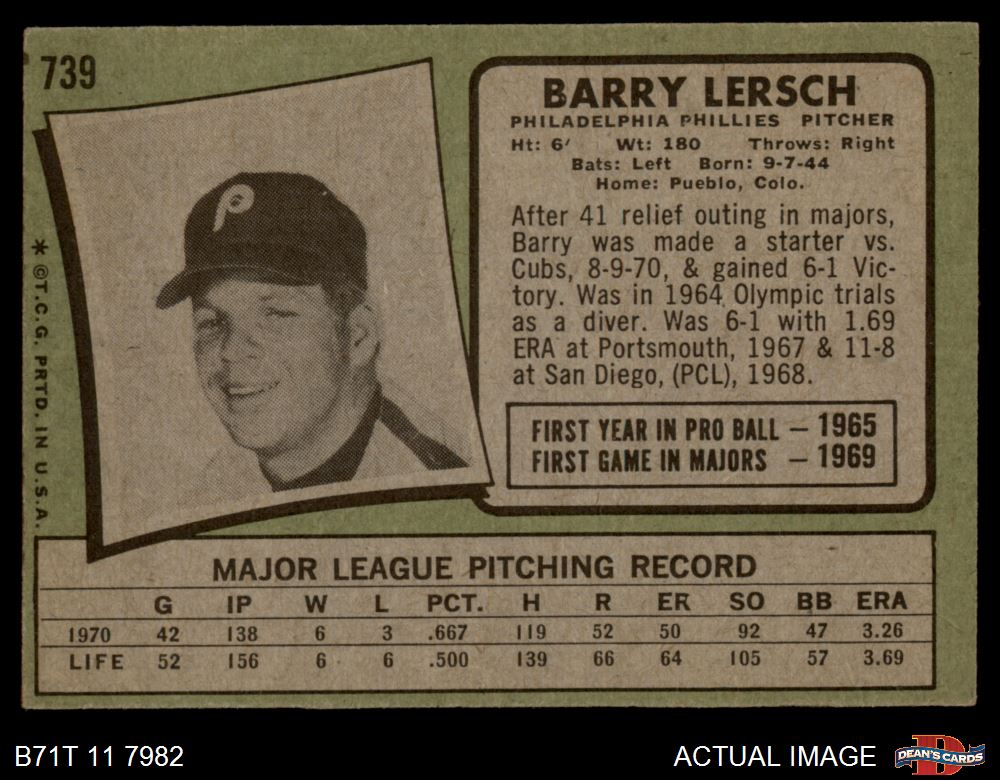 739
BARRY LERSCH
PHILADELPHIA PHILLIES PITCHER
Ht: 6′ Wt: 180 Throws: Right
Bats: Left Born: 9-7-44
Home: Pueblo, Colo.
After 41 relief outing in majors,
Barry was made a starter vs.
Cubs, 8-9-70, & gained 6-1 Vic-
tory. Was in 1964 Olympic trials
as a diver. Was 6-1 with 1.69
ERA at Portsmouth, 1967 & 11-8
at San Diego, (PCL), 1968.
FIRST YEAR IN PRO BALL — 1965
FIRST GAME IN MAJORS — 1969
* ©T.C.G. PRTD. IN U.S.A.
P
MAJOR LEAGUE PITCHING RECORD
G IP W L PCT. H R ER SO BB ERA
1970 42 138 6 3 .667 119 52 50 92 47 3.26
LIFE 52 156 6 6 .500 139 66 64 105 57 3.69
B71T 11 7982
ACTUAL IMAGE
D
DEAN'S CARDS